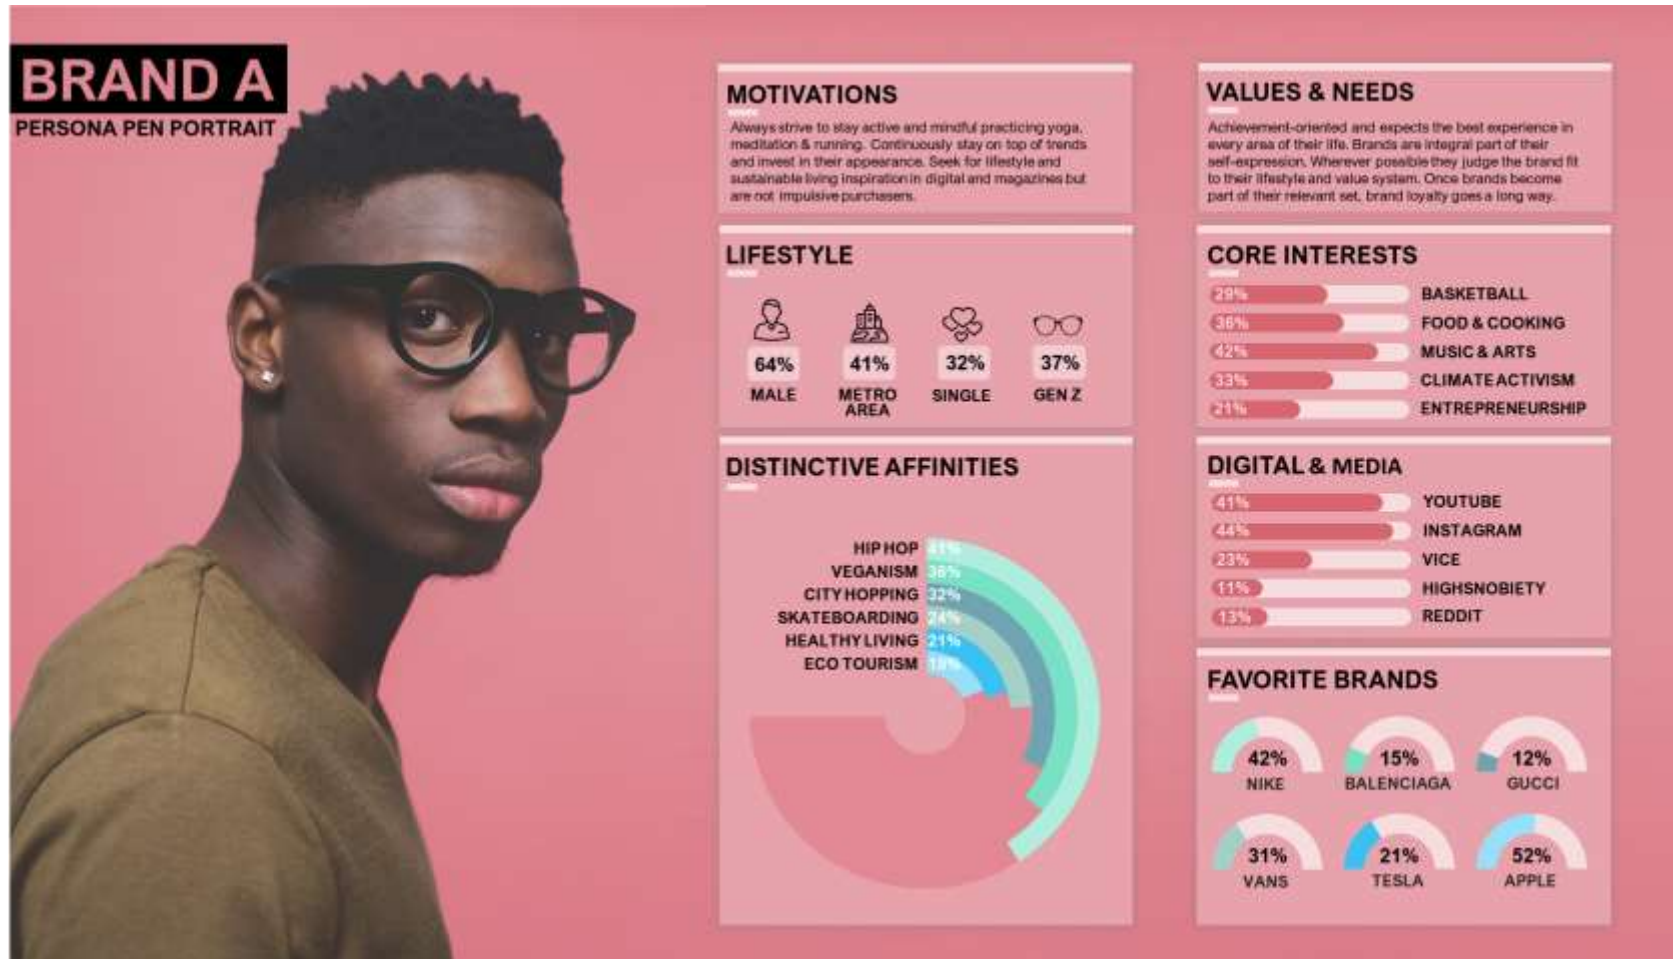 BRAND A
PERSONA PEN PORTRAIT
MOTIVATIONS
Always strive to stay active and mindful practicing yoga,
meditation & running. Continuously stay on top of trends
and invest in their appearance. Seek for lifestyle and
sustainable living inspiration in digital and magazines but
are not impulsive purchasers.
LIFESTYLE
64%
MALE
41%
METRO
AREA
32%
SINGLE
37%
GEN Z
DISTINCTIVE AFFINITIES
HIP HOP 41%
VEGANISM 36%
CITY HOPPING 32%
SKATEBOARDING 24%
HEALTHY LIVING 21%
ECO TOURISM
VALUES & NEEDS
Achievement-oriented and expects the best experience in
every area of their life. Brands are integral part of their
self-expression. Wherever possible they judge the brand fit
to their lifestyle and value system. Once brands become
part of their relevant set, brand loyalty goes a long way.
CORE INTERESTS
29% BASKETBALL
36% FOOD & COOKING
42% MUSIC & ARTS
33% CLIMATE ACTIVISM
21% ENTREPRENEURSHIP
DIGITAL & MEDIA
41% YOUTUBE
44% INSTAGRAM
23% VICE
11% HIGHSNOBIETY
13% REDDIT
FAVORITE BRANDS
42%
NIKE
15%
BALENCIAGA
12%
GUCCI
31%
VANS
21%
TESLA
52%
APPLE